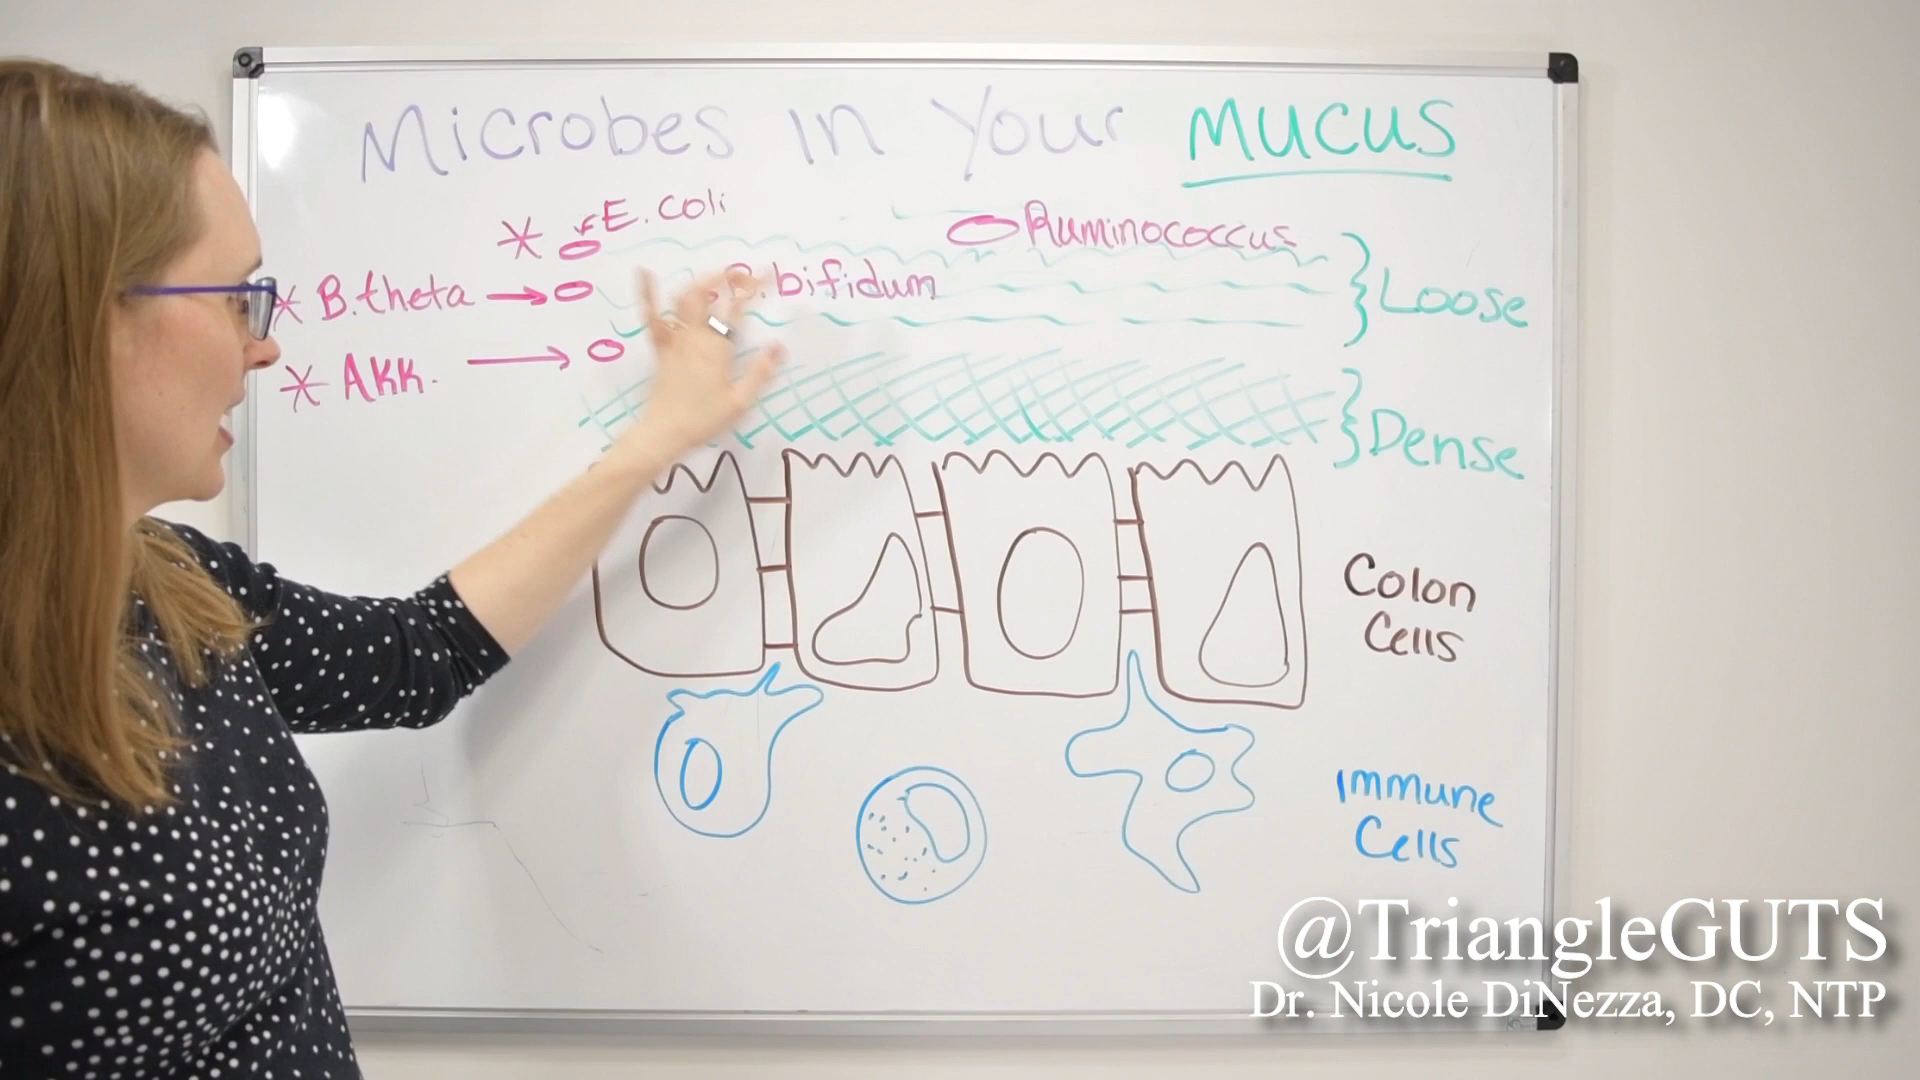 Microbes in Your Mucus
* E. coli
Ruminococcus
* B. theta
B. bifidum
Loose
* Akk.
Dense
Colon
Cells
Immune
Cells
@TriangleGUTS
Dr. Nicole DiNezza, DC, NTP